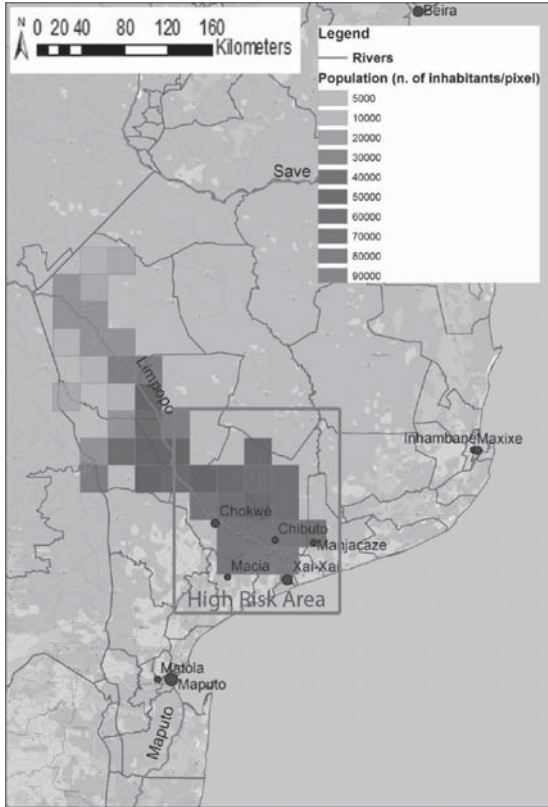 Beira
N
0 20 40 80 120 160
Kilometers
Legend
Rivers
Population (n. of inhabitants/pixel)
5000
10000
20000
30000
40000
50000
60000
70000
80000
90000
Save
Limpopo
Inhambane Maxixe
Chokwé
Chibuto
Manjacaze
Macia
Xai-Xai
High Risk Area
Matola
Maputo
Maputo